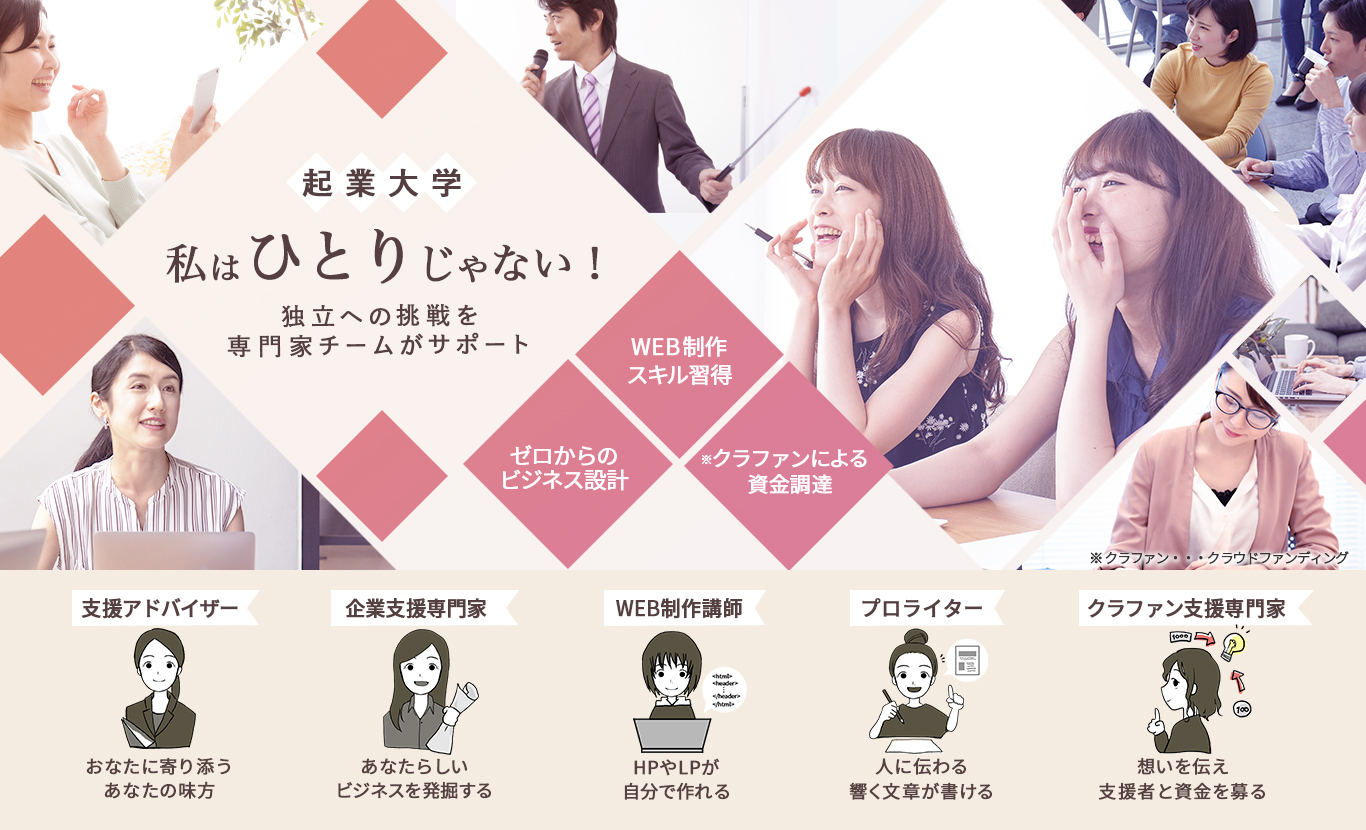 起業大学
私はひとりじゃない！
独立への挑戦を
専門家チームがサポート
WEB制作
スキル習得
ゼロからの
ビジネス設計
※クラファンによる
資金調達
※クラファン・・・クラウドファンディング
支援アドバイザー
おなたに寄り添う
あなたの味方
企業支援専門家
あなたらしい
ビジネスを発掘する
WEB制作講師
<html>
<header>
⋮
</header>
</html>
HPやLPが
自分で作れる
プロライター
人に伝わる
響く文章が書ける
クラファン支援専門家
1000
100
想いを伝え
支援者と資金を募る